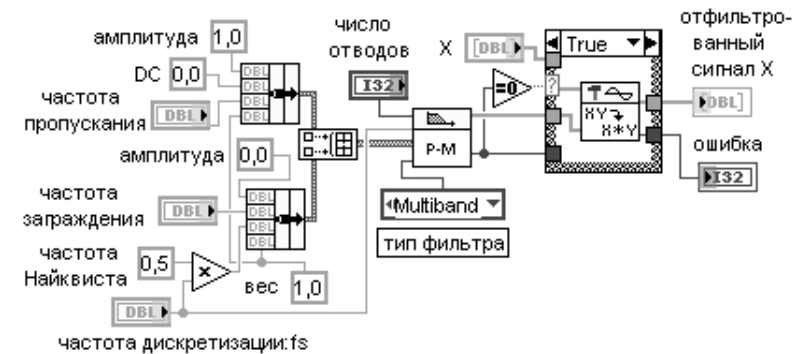 амплитуда 1,0
DC 0,0
частота
пропускания
DBL
DBL
DBL
DBL
DBL
амплитуда 0,0
частота
заграждения
DBL
DBL
DBL
DBL
DBL
частота
Найквиста
0,5
x
вес 1,0
DBL
частота дискретизации:fs
число
отводов
I32
P-M
Multiband
тип фильтра
X
[DBL]
=0
True
?
XY
X*Y
отфильтро-
ванный
сигнал X
DBL]
ошибка
I32